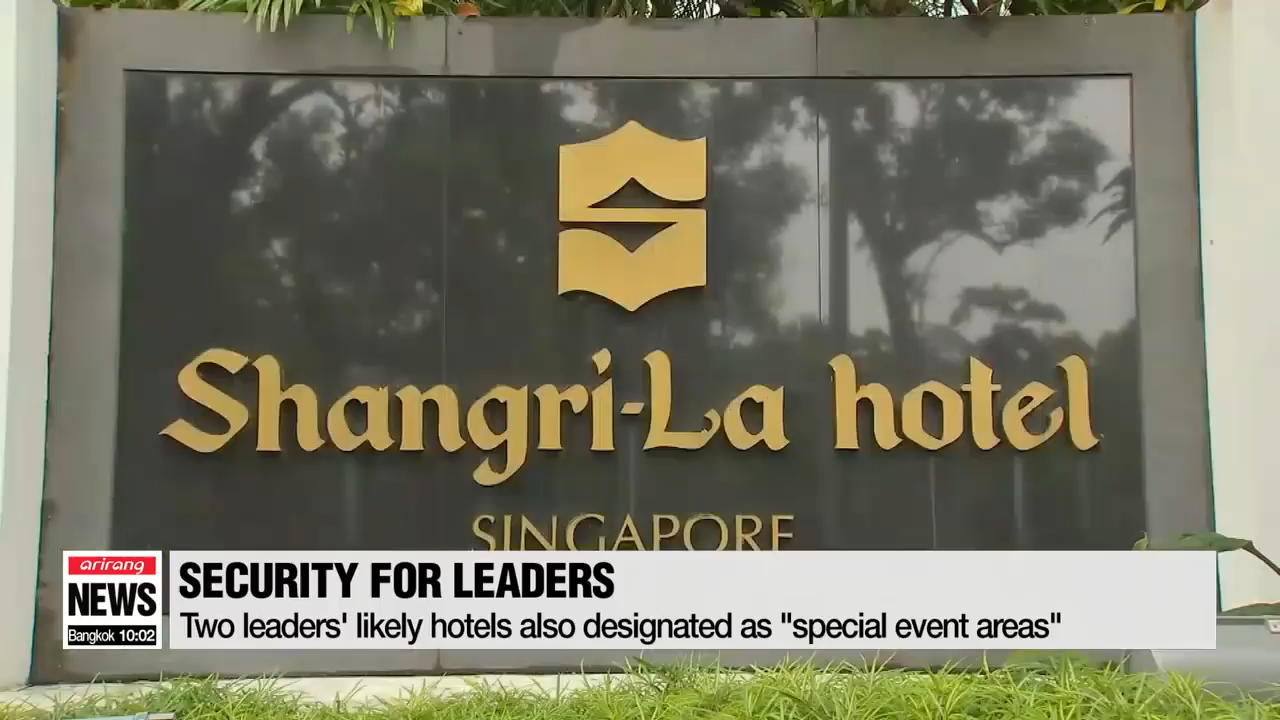 Shangri-La hotel
SINGAPORE
arirang
NEWS
Bangkok 10:02
SECURITY FOR LEADERS
Two leaders' likely hotels also designated as "special event areas"